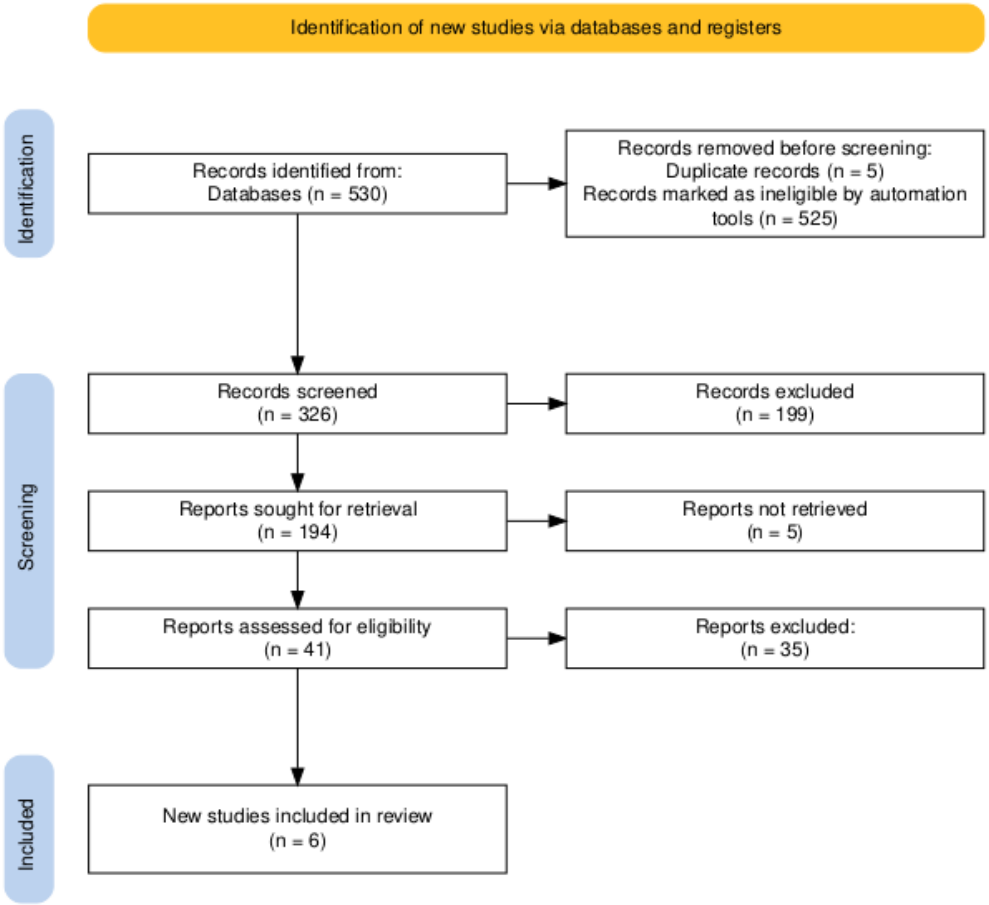 Identification of new studies via databases and registers
Identification
Records identified from:
Databases (n = 530)
Records removed before screening:
Duplicate records (n = 5)
Records marked as ineligible by automation
tools (n = 525)
Screening
Records screened
(n = 326)
Records excluded
(n = 199)
Reports sought for retrieval
(n = 194)
Reports not retrieved
(n = 5)
Reports assessed for eligibility
(n = 41)
Reports excluded:
(n = 35)
Included
New studies included in review
(n = 6)